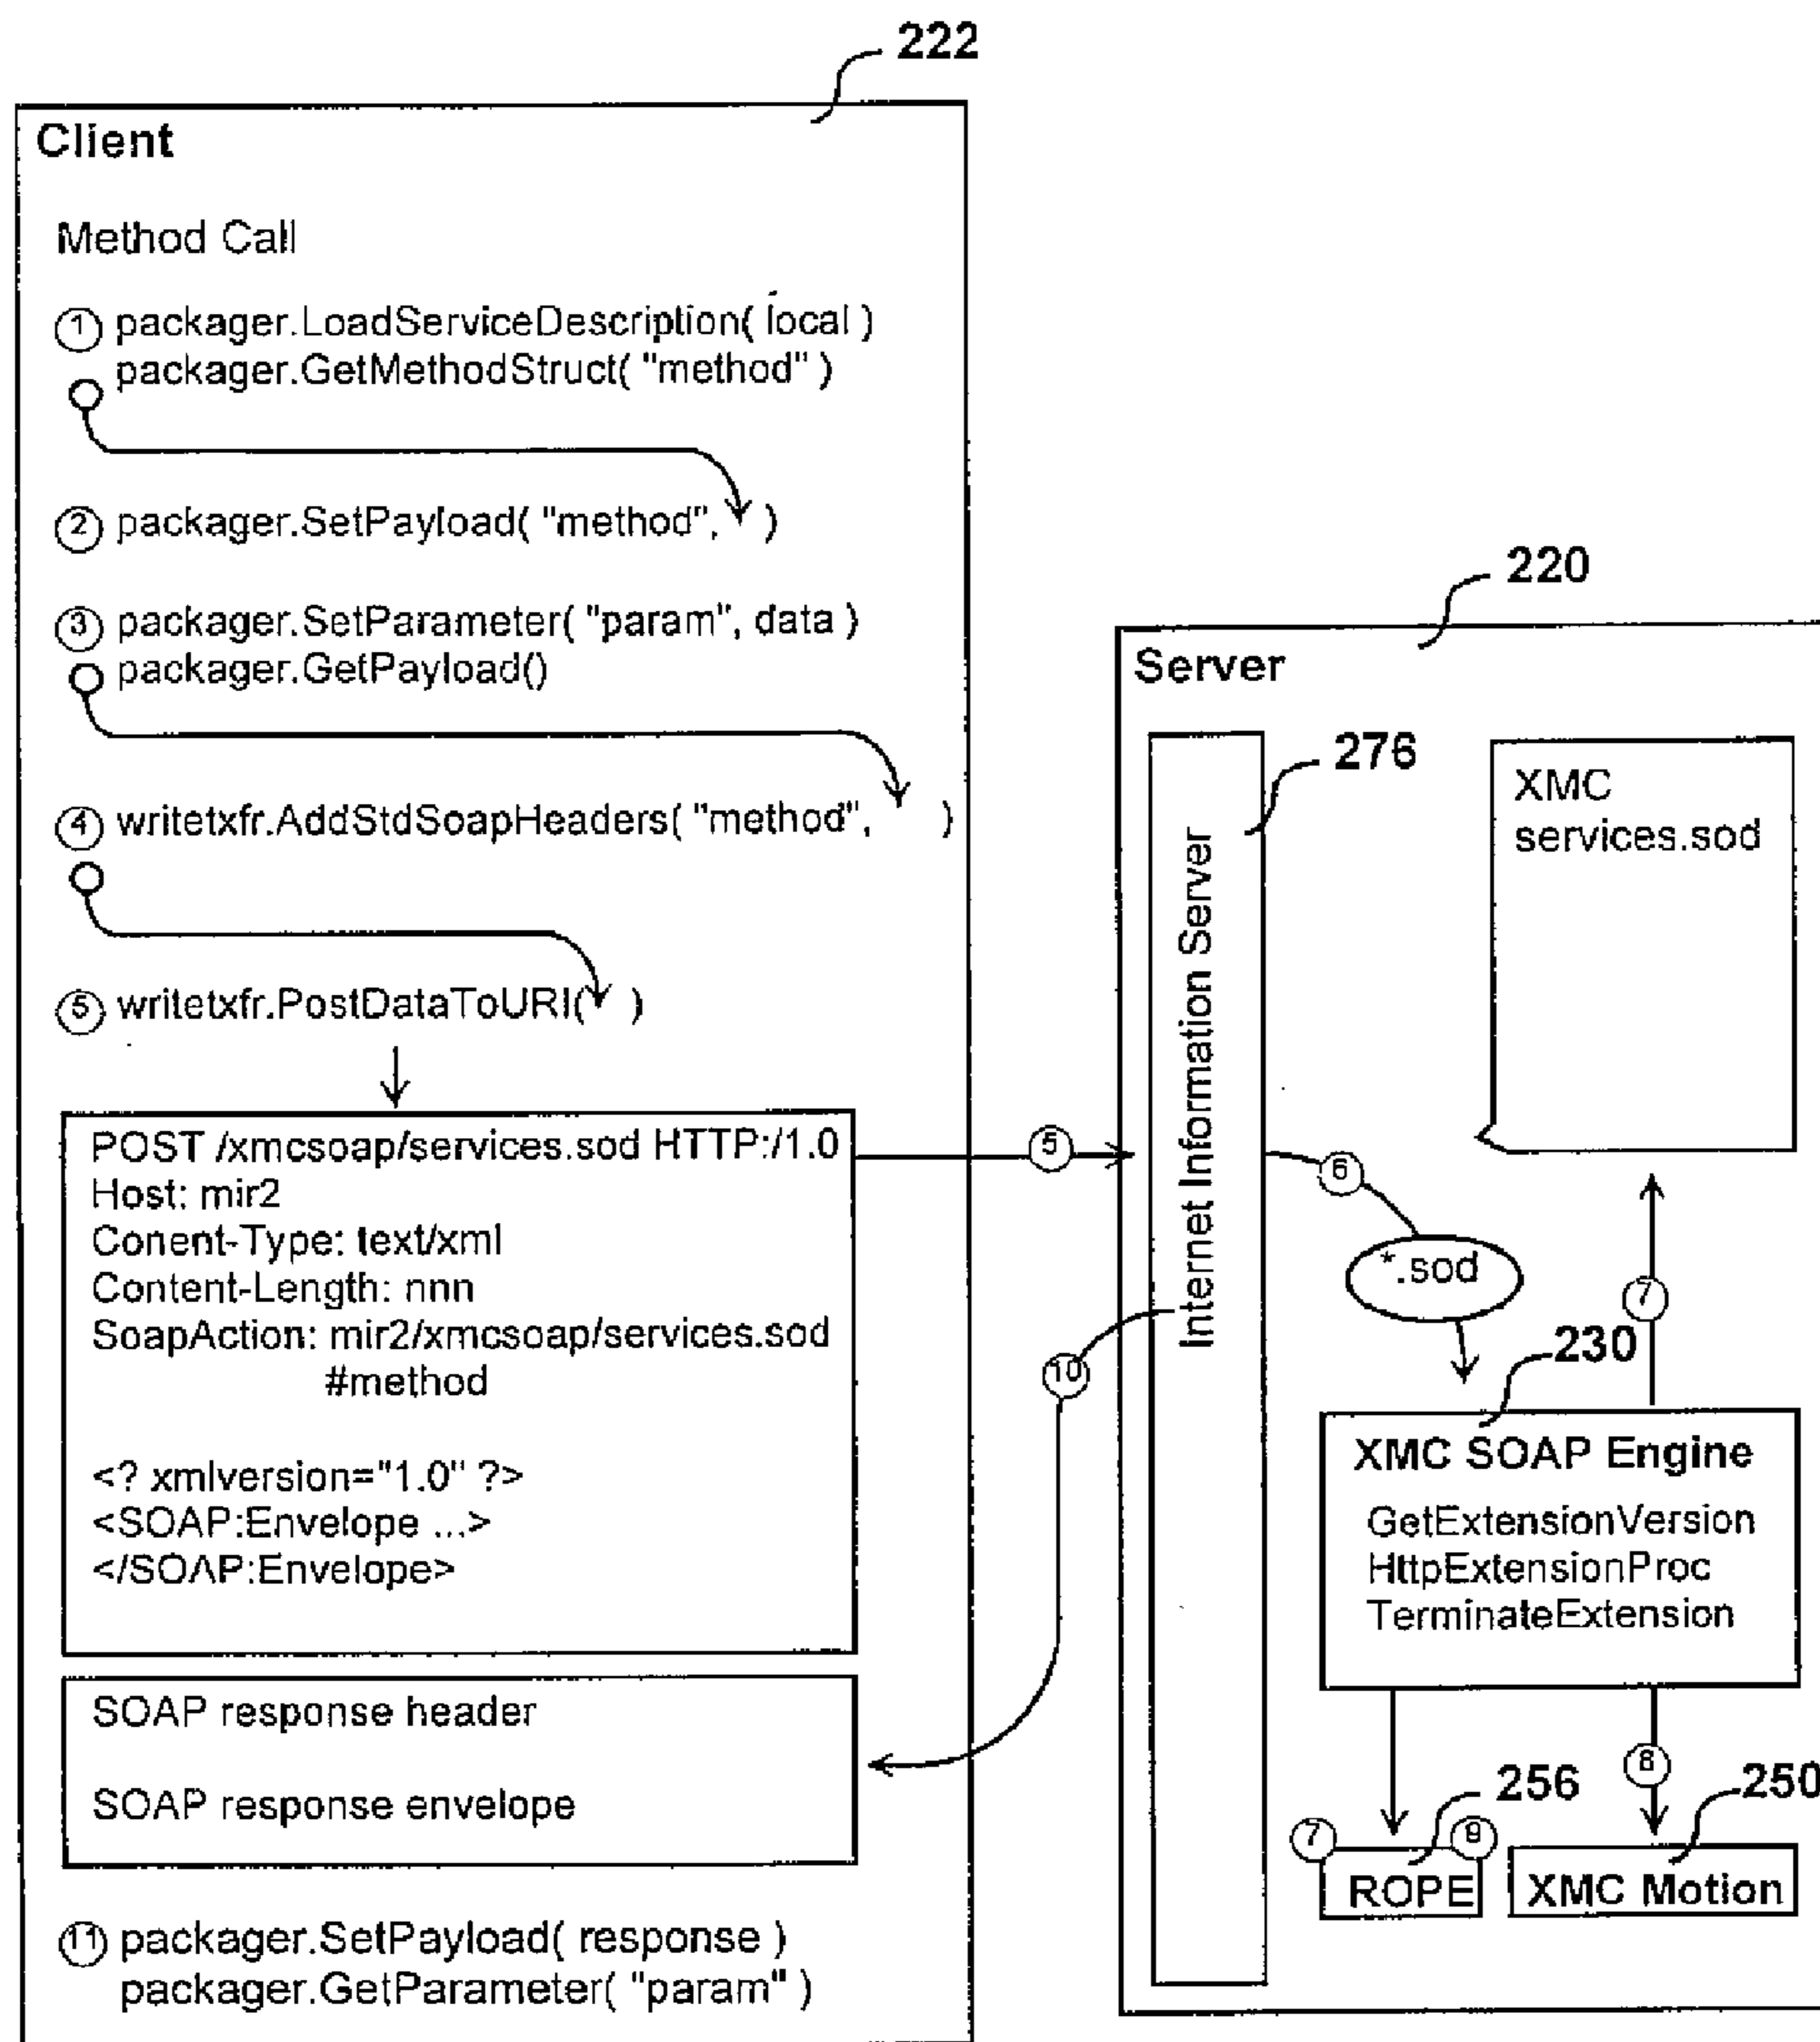 222
Client
Method Call
1 packager.LoadServiceDescription( local )
packager.GetMethodStruct( "method" )
2 packager.SetPayload( "method", )
3 packager.SetParameter( "param", data )
packager.GetPayload()
4 writetxfr.AddStdSoapHeaders( "method", )
5 writetxfr.PostDataToURI( )
POST /xmcsoap/services.sod HTTP:/1.0
Host: mir2
Conent-Type: text/xml
Content-Length: nnn
SoapAction: mir2/xmcsoap/services.sod
#method
<? xmlversion="1.0" ?>
<SOAP:Envelope ...>
</SOAP:Envelope>
SOAP response header
SOAP response envelope
11 packager.SetPayload( response )
packager.GetParameter( "param" )
5
10
220
Server
276
Internet Information Server
XMC
services.sod
6
*.sod
7
230
XMC SOAP Engine
GetExtensionVersion
HttpExtensionProc
TerminateExtension
8
256
250
7
9
ROPE
XMC Motion